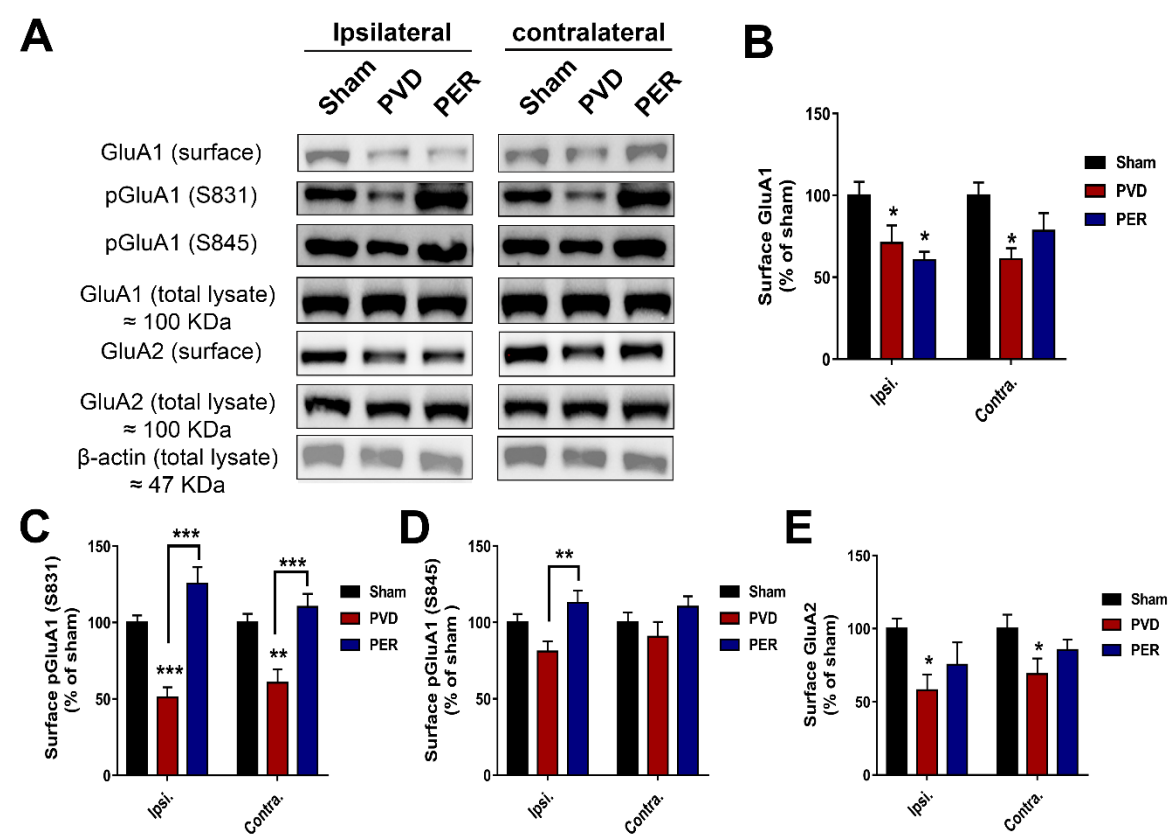 A
Ipsilateral
contralateral
Sham
PVD
PER
Sham
PVD
PER
GluA1 (surface)
pGluA1 (S831)
pGluA1 (S845)
GluA1 (total lysate)
≈ 100 KDa
GluA2 (surface)
GluA2 (total lysate)
≈ 100 KDa
β-actin (total lysate)
≈ 47 KDa
B
Surface GluA1
(% of sham)
150
100
50
0
*
*
*
Ipsi.
Contra.
Sham
PVD
PER
C
Surface pGluA1 (S831)
(% of sham)
150
100
50
0
***
***
***
**
Ipsi.
Contra.
Sham
PVD
PER
D
Surface pGluA1 (S845)
(% of sham )
150
100
50
0
**
Ipsi.
Contra.
Sham
PVD
PER
E
Surface GluA2
(% of sham)
150
100
50
0
*
*
Ipsi.
Contra.
Sham
PVD
PER